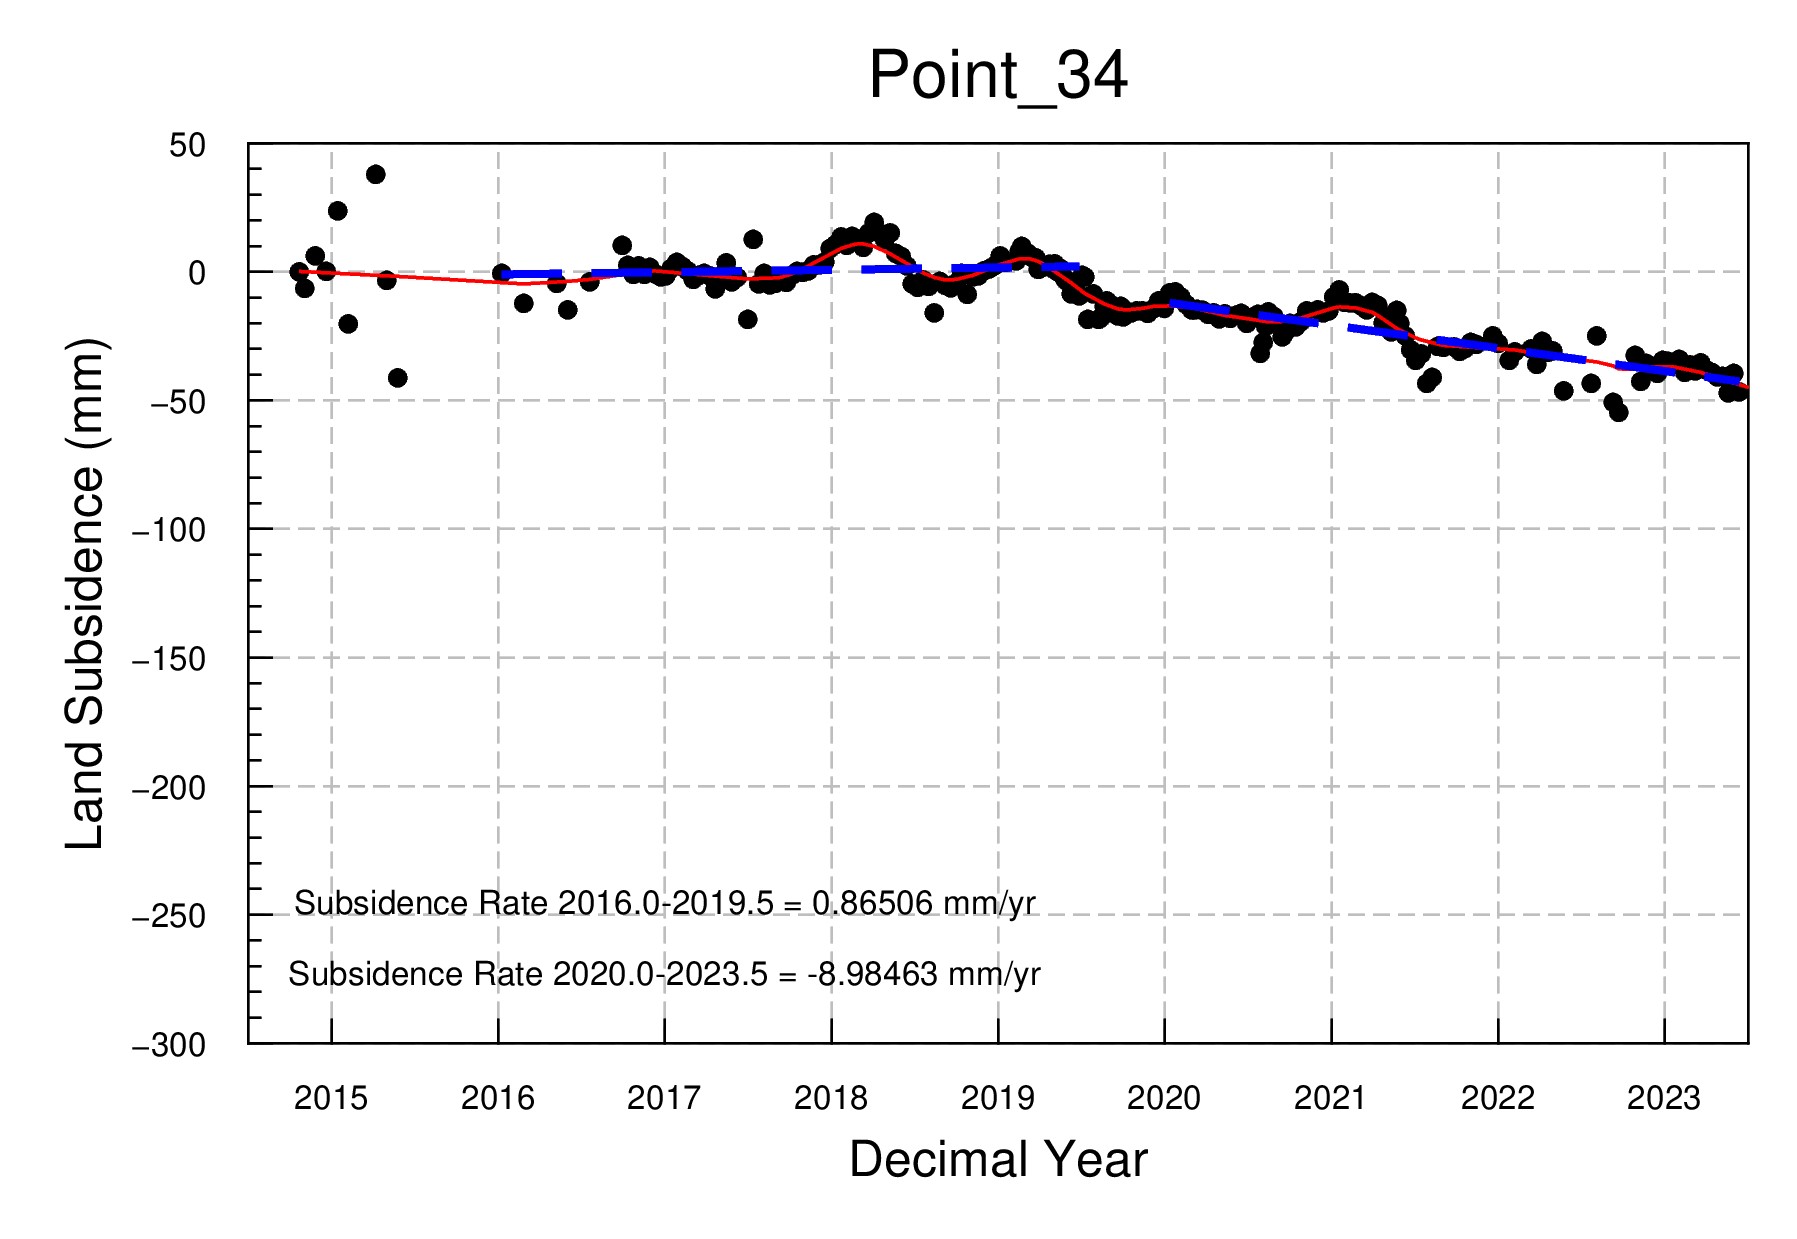 Point_34
50
0
−50
−100
−150
−200
−250
−300
Land Subsidence (mm)
Subsidence Rate 2016.0-2019.5 = 0.86506 mm/yr
Subsidence Rate 2020.0-2023.5 = -8.98463 mm/yr
2015 2016 2017 2018 2019 2020 2021 2022 2023
Decimal Year